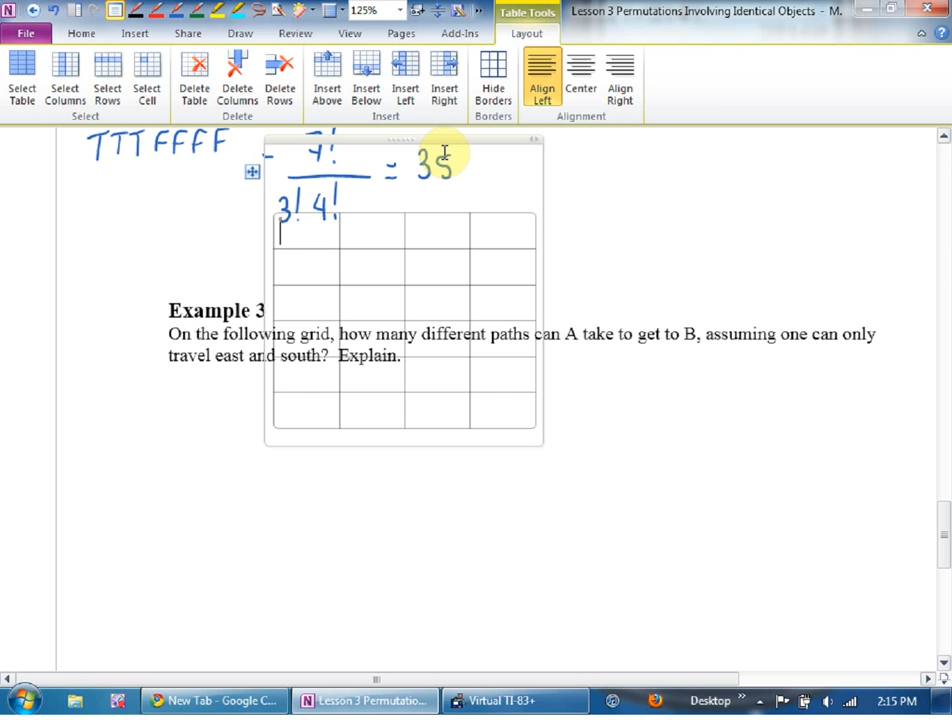 Table Tools
Lesson 3 Permutations Involving Identical Objects - M.
125%
File Home Insert Share Draw Review View Pages Add-Ins Layout
Select Table
Select Columns
Select Rows
Select Cell
Delete Table
Delete Columns
Delete Rows
Insert Above
Insert Below
Insert Left
Insert Right
Hide Borders
Align Left
Center
Align Right
Select Delete Insert Borders Alignment
TTTFFFF
7!
= 35
3! 4!
Example 3
On the following grid, how many different paths can A take to get to B, assuming one can only
travel east and south? Explain.
New Tab - Google C...
Lesson 3 Permutatio...
Virtual TI-83+
Desktop
2:15 PM